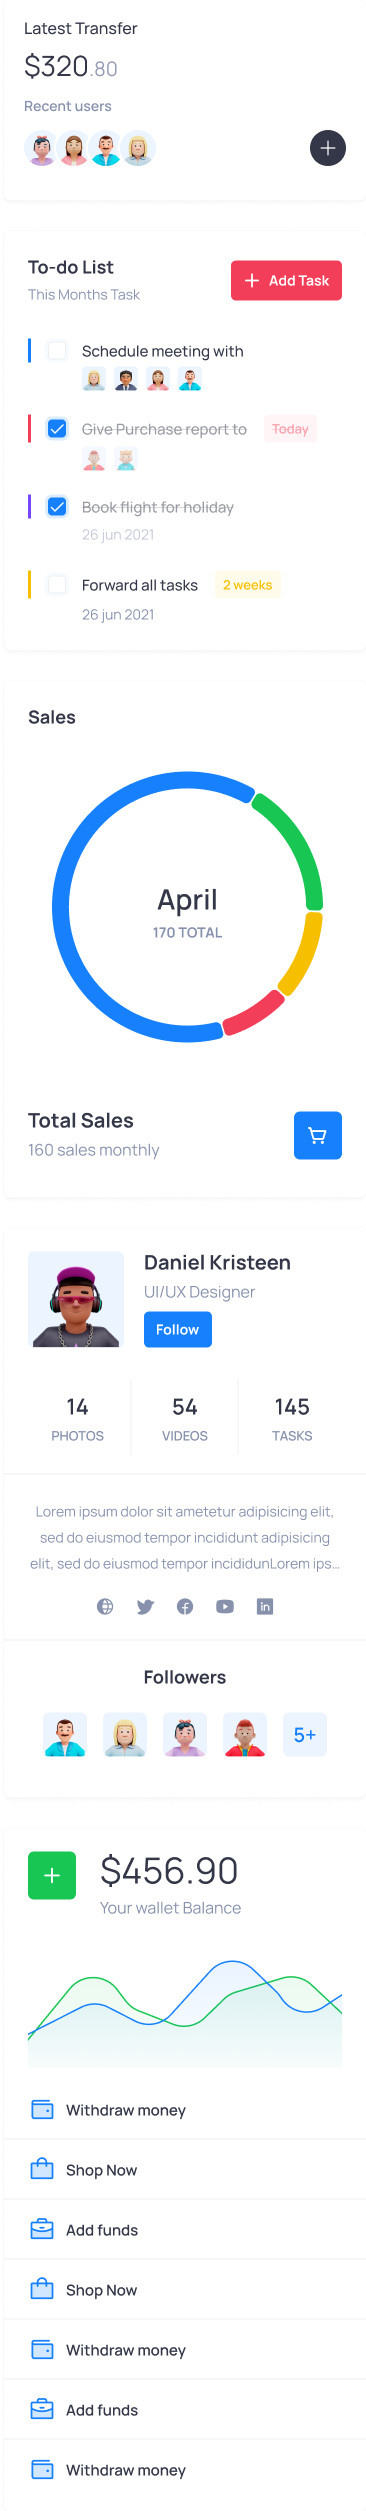 Latest Transfer
$320.80
Recent users
To-do List
This Months Task
Add Task
Schedule meeting with
Give Purchase report to
Today
Book flight for holiday
26 jun 2021
Forward all tasks
2 weeks
26 jun 2021
Sales
April
170 TOTAL
Total Sales
160 sales monthly
Daniel Kristeen
UI/UX Designer
Follow
14
PHOTOS
54
VIDEOS
145
TASKS
Lorem ipsum dolor sit ametetur adipisicing elit,
sed do eiusmod tempor incididunt adipisicing
elit, sed do eiusmod tempor incididunLorem ips...
Followers
5+
$456.90
Your wallet Balance
Withdraw money
Shop Now
Add funds
Shop Now
Withdraw money
Add funds
Withdraw money